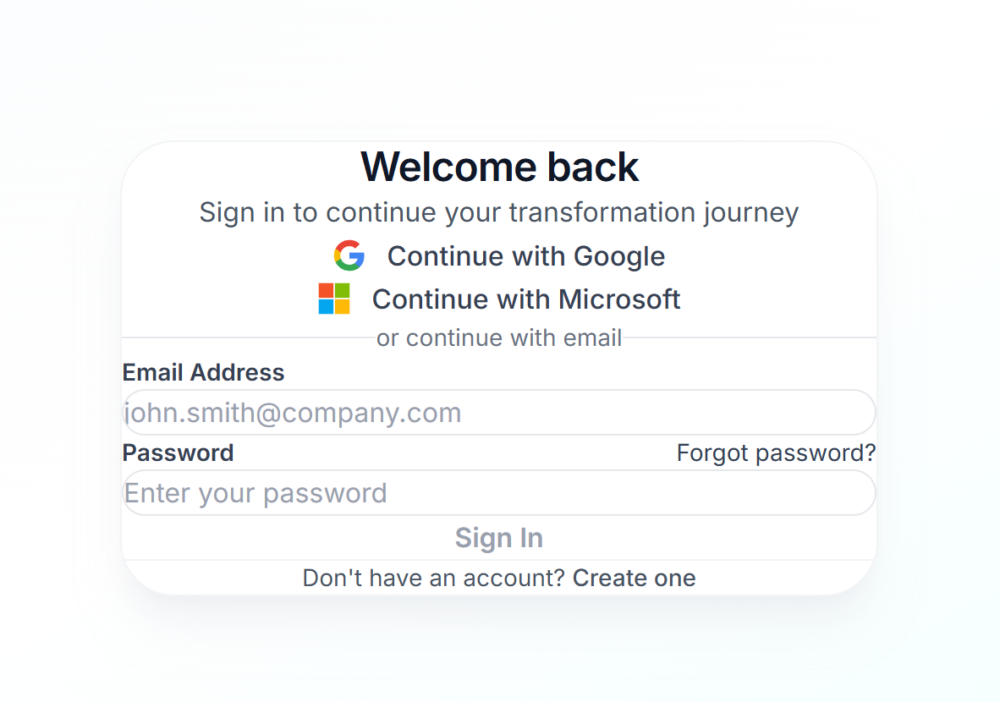 Welcome back
Sign in to continue your transformation journey
Continue with Google
Continue with Microsoft
or continue with email
Email Address
john.smith@company.com
Password Forgot password?
Enter your password
Sign In
Don't have an account? Create one